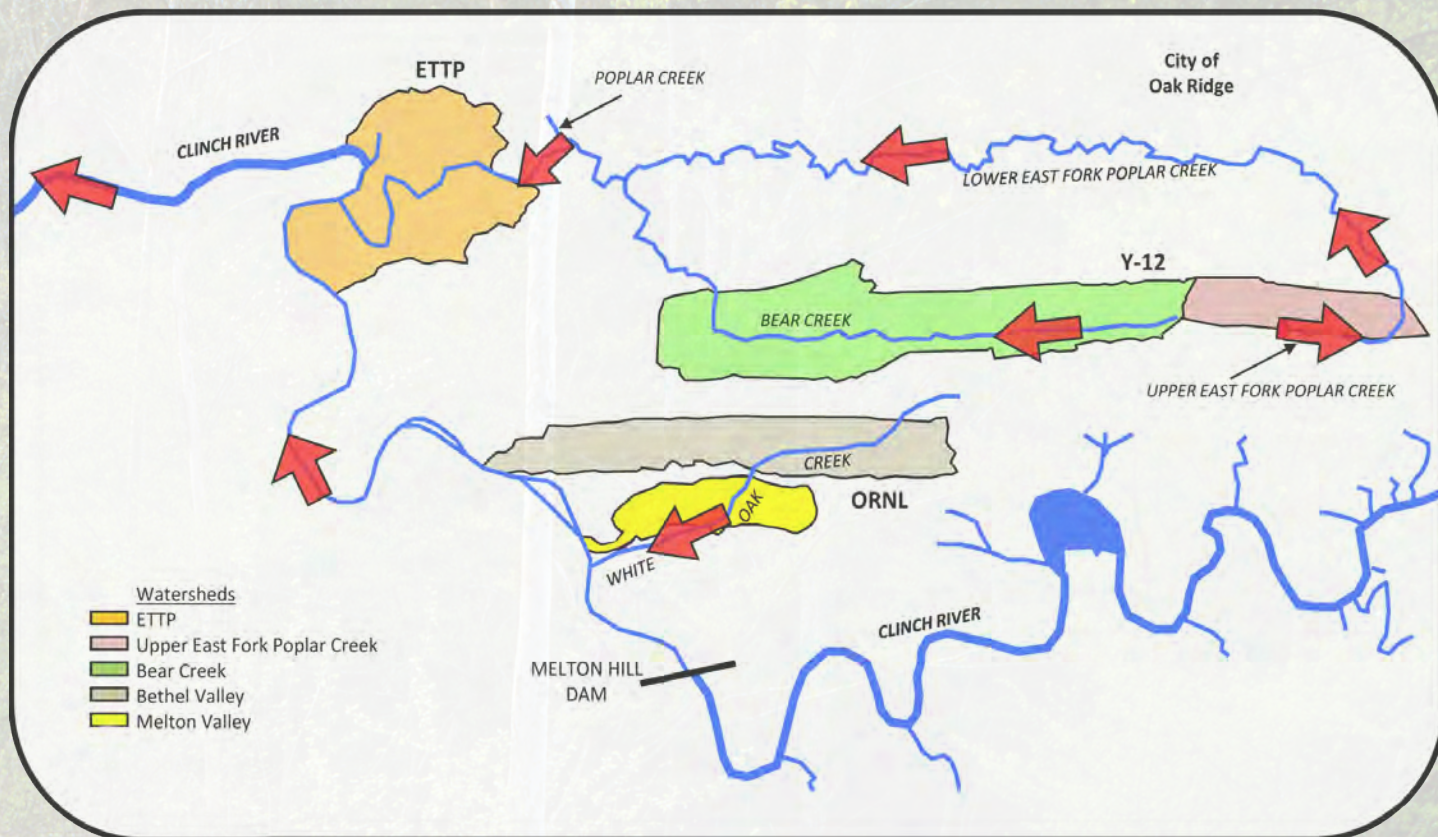 City of
Oak Ridge
ETTP
POPLAR CREEK
CLINCH RIVER
LOWER EAST FORK POPLAR CREEK
Y-12
BEAR CREEK
UPPER EAST FORK POPLAR CREEK
CREEK
ORNL
OAK
WHITE
Watersheds
ETTP
Upper East Fork Poplar Creek
Bear Creek
Bethel Valley
Melton Valley
CLINCH RIVER
MELTON HILL
DAM